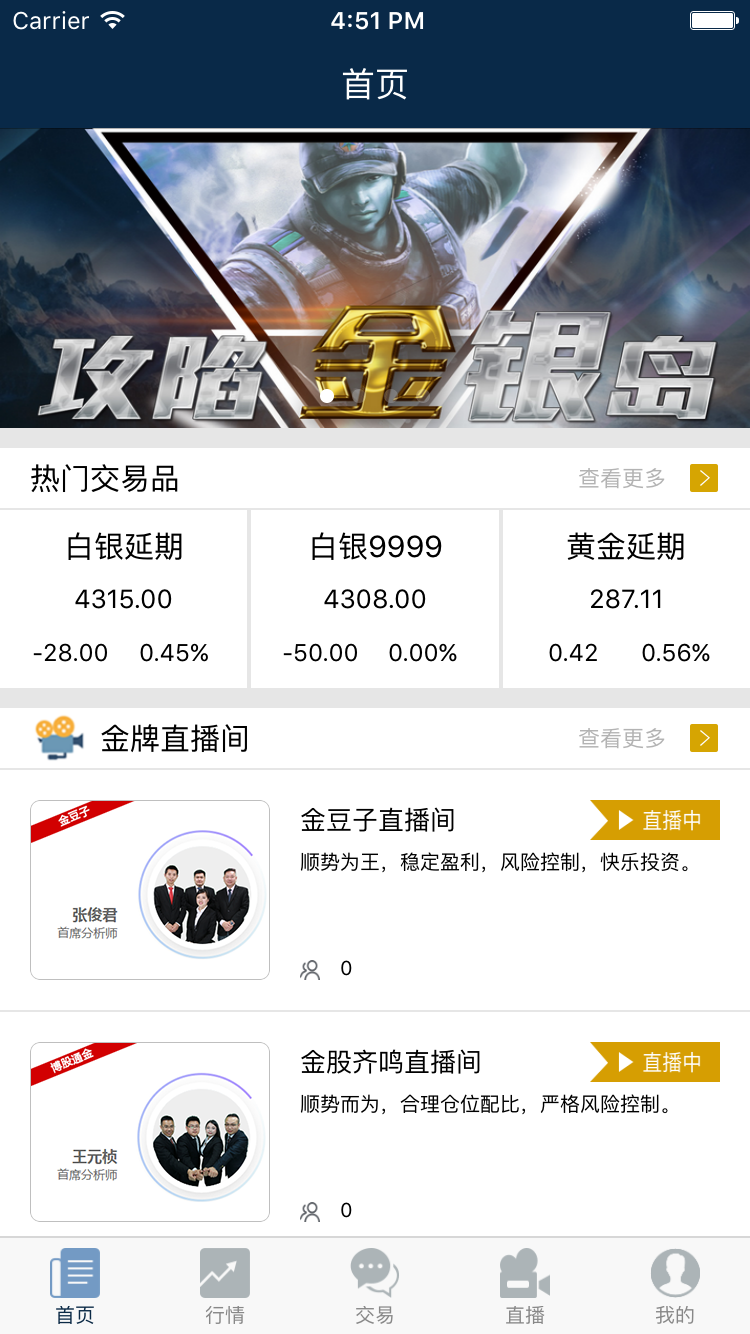 Carrier 4:51 PM
首页
攻陷金银岛
热门交易品 查看更多
白银延期 白银9999 黄金延期
4315.00 4308.00 287.11
-28.00 0.45% -50.00 0.00% 0.42 0.56%
金牌直播间 查看更多
金豆子
张俊君
首席分析师
金豆子直播间 直播中
顺势为王，稳定盈利，风险控制，快乐投资。
0
博股通金
王元桢
首席分析师
金股齐鸣直播间 直播中
顺势而为，合理仓位配比，严格风险控制。
0
首页 行情 交易 直播 我的